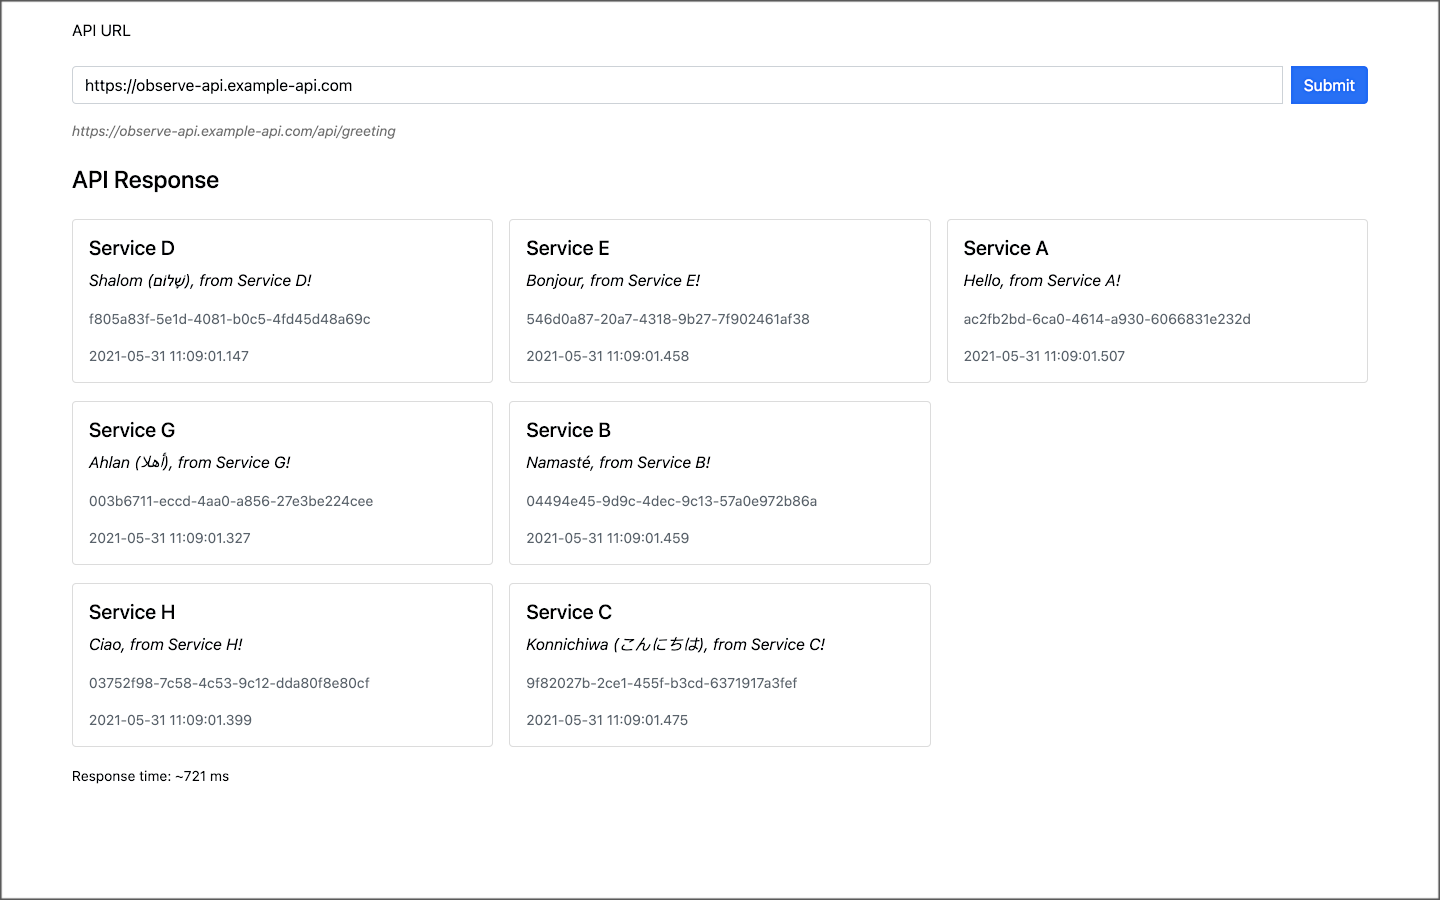 API URL
https://observe-api.example-api.com
Submit
https://observe-api.example-api.com/api/greeting
API Response
Service D
Shalom (שָׁלוֹם), from Service D!
f805a83f-5e1d-4081-b0c5-4fd45d48a69c
2021-05-31 11:09:01.147
Service E
Bonjour, from Service E!
546d0a87-20a7-4318-9b27-7f902461af38
2021-05-31 11:09:01.458
Service A
Hello, from Service A!
ac2fb2bd-6ca0-4614-a930-6066831e232d
2021-05-31 11:09:01.507
Service G
Ahlan (أهلا), from Service G!
003b6711-eccd-4aa0-a856-27e3be224cee
2021-05-31 11:09:01.327
Service B
Namasté, from Service B!
04494e45-9d9c-4dec-9c13-57a0e972b86a
2021-05-31 11:09:01.459
Service H
Ciao, from Service H!
03752f98-7c58-4c53-9c12-dda80f8e80cf
2021-05-31 11:09:01.399
Service C
Konnichiwa (こんにちは), from Service C!
9f82027b-2ce1-455f-b3cd-6371917a3fef
2021-05-31 11:09:01.475
Response time: ~721 ms